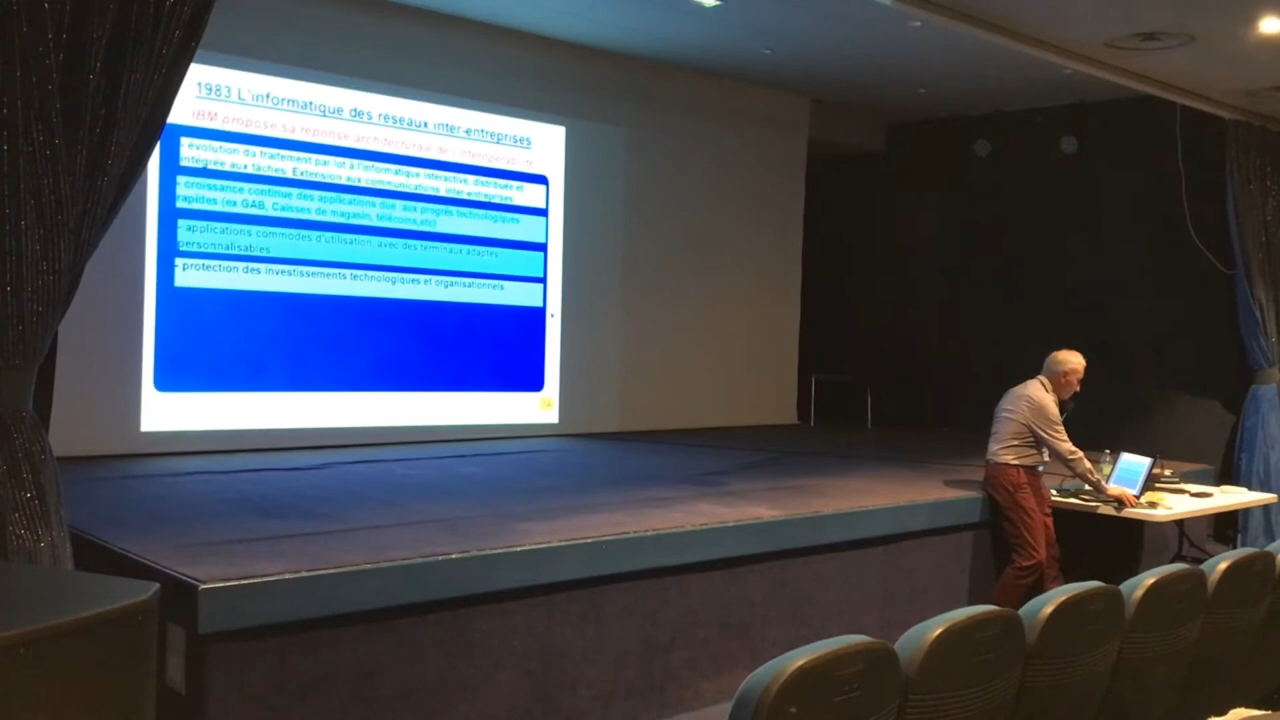 1983 L'informatique des reseaux inter-entreprises
IBM propose sa reponse architecturale de l'interopérabilité
- évolution du traitement par lot à l'informatique interactive, distribuée et
intégrée aux tâches. Extension aux communications inter-entreprises
- croissance continue des applications due aux progrès technologiques
rapides (ex GAB, Caisses de magasin, télécoms,etc)
- applications commodes d'utilisation, avec des terminaux adaptés
personnalisables
- protection des investissements technologiques et organisationnels